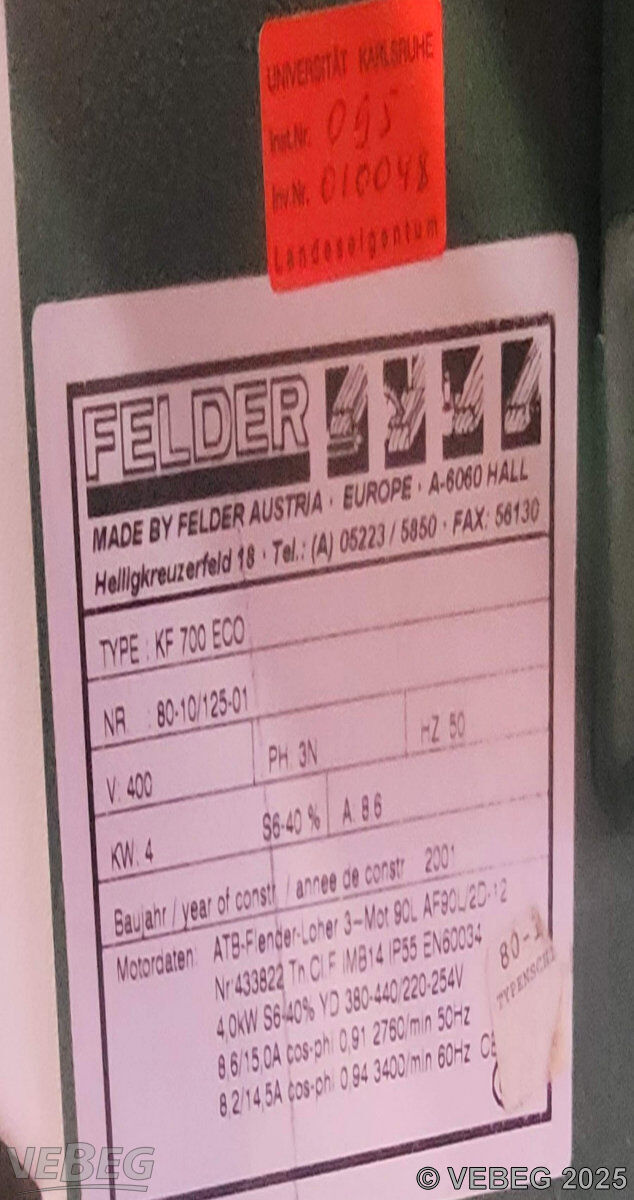 UNIVERSITÄT KARLSRUHE
Inst.Nr. 095
Inv.Nr. 010048
Landeseigentum
FELDER
MADE BY FELDER AUSTRIA · EUROPE · A-6060 HALL
Heiligkreuzerfeld 18 · Tel.: (A) 05223 / 5850 · FAX: 56130
TYPE : KF 700 ECO
NR : 80-10/125-01
V: 400 PH: 3N HZ: 50
KW: 4 S6-40 % A: 8.6
Baujahr / year of constr. / annee de constr. 2001
Motordaten: ATB-Flender-Loher 3~Mot 90L AF90L/2D-12
Nr:433822 Th.Cl.F IMB14 IP55 EN60034
4,0kW S6-40% YD 380-440/220-254V
8,6/15,0A cos-phi 0,91 2760/min 50Hz
8,2/14,5A cos-phi 0,94 3400/min 60Hz
80-
VEBEG
© VEBEG 2025